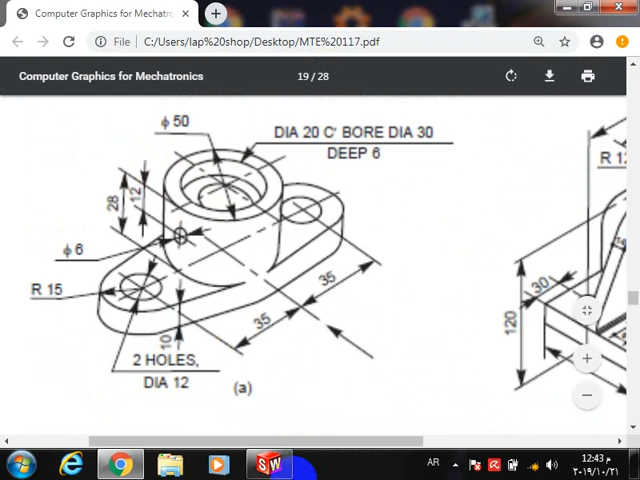 Computer Graphics for Mechatr
File
C:/Users/lap%20shop/Desktop/MTE%20117.pdf
Computer Graphics for Mechatronics
19 / 28
ϕ 50
DIA 20 C' BORE DIA 30
DEEP 6
12
28
ϕ 6
R 15
35
35
10
2 HOLES,
DIA 12
(a)
R 12
30
120
AR
12:43 م
٢٠١٩/١٠/٢١